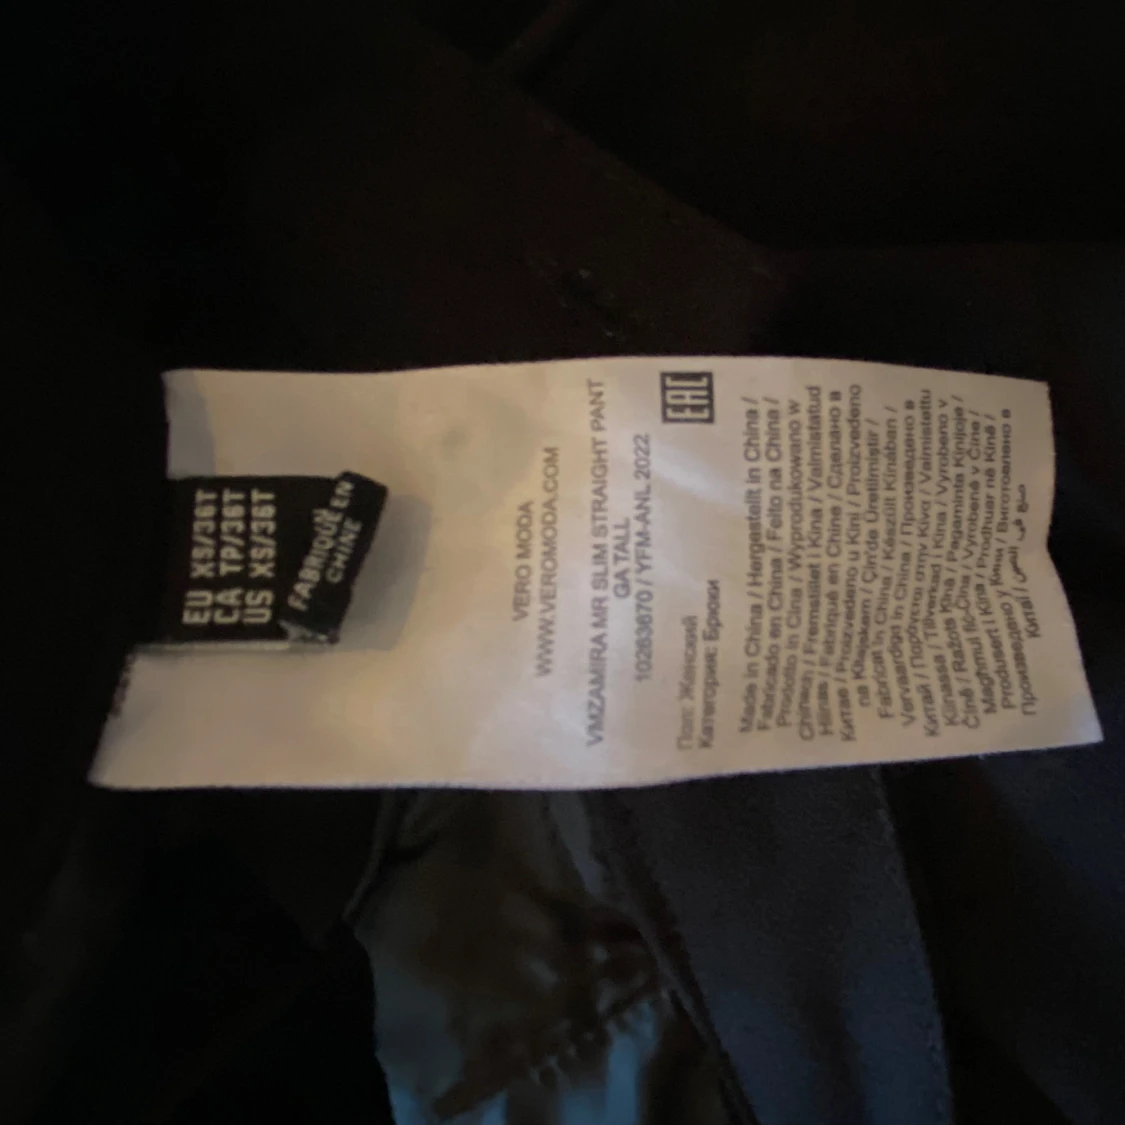 EU XS/36T
CA TP/36T
US XS/36T
FABRIQUÉ EN
CHINE
VERO MODA
WWW.VEROMODA.COM
VMZAMIRA MR SLIM STRAIGHT PANT
GA TALL
10263670 / YFM-ANL 2022
EAC
Пол: Женский
Категория: Брюки
Made in China / Hergestellt in China /
Fabricado en China / Feito na China /
Prodotto in Cina / Wyprodukowano w
Chinach / Fremstillet i Kina / Valmistatud
Hiinas / Fabriqué en Chine / Сделано в
Китае / Proizvedeno u Kini / Proizvedeno
na Kitajskem / Çin'de Üretilmiştir /
Fabricat în China / Készült Kínában /
Vervaardigd in China / Произведено в
Китай / Παράγεται στην Κίνα / Valmistettu
Kiinassa / Tillverkad i Kina / Vyrobeno v
Číně / Ražots Ķīnā / Pagaminta Kinijoje /
Maghmul fiċ-Ċina / Vyrobené v Číne /
Produsert i Kina / Prodhuar në Kinë /
Произведено у Кини / Виготовлено в
Китаї / صنع في الصين